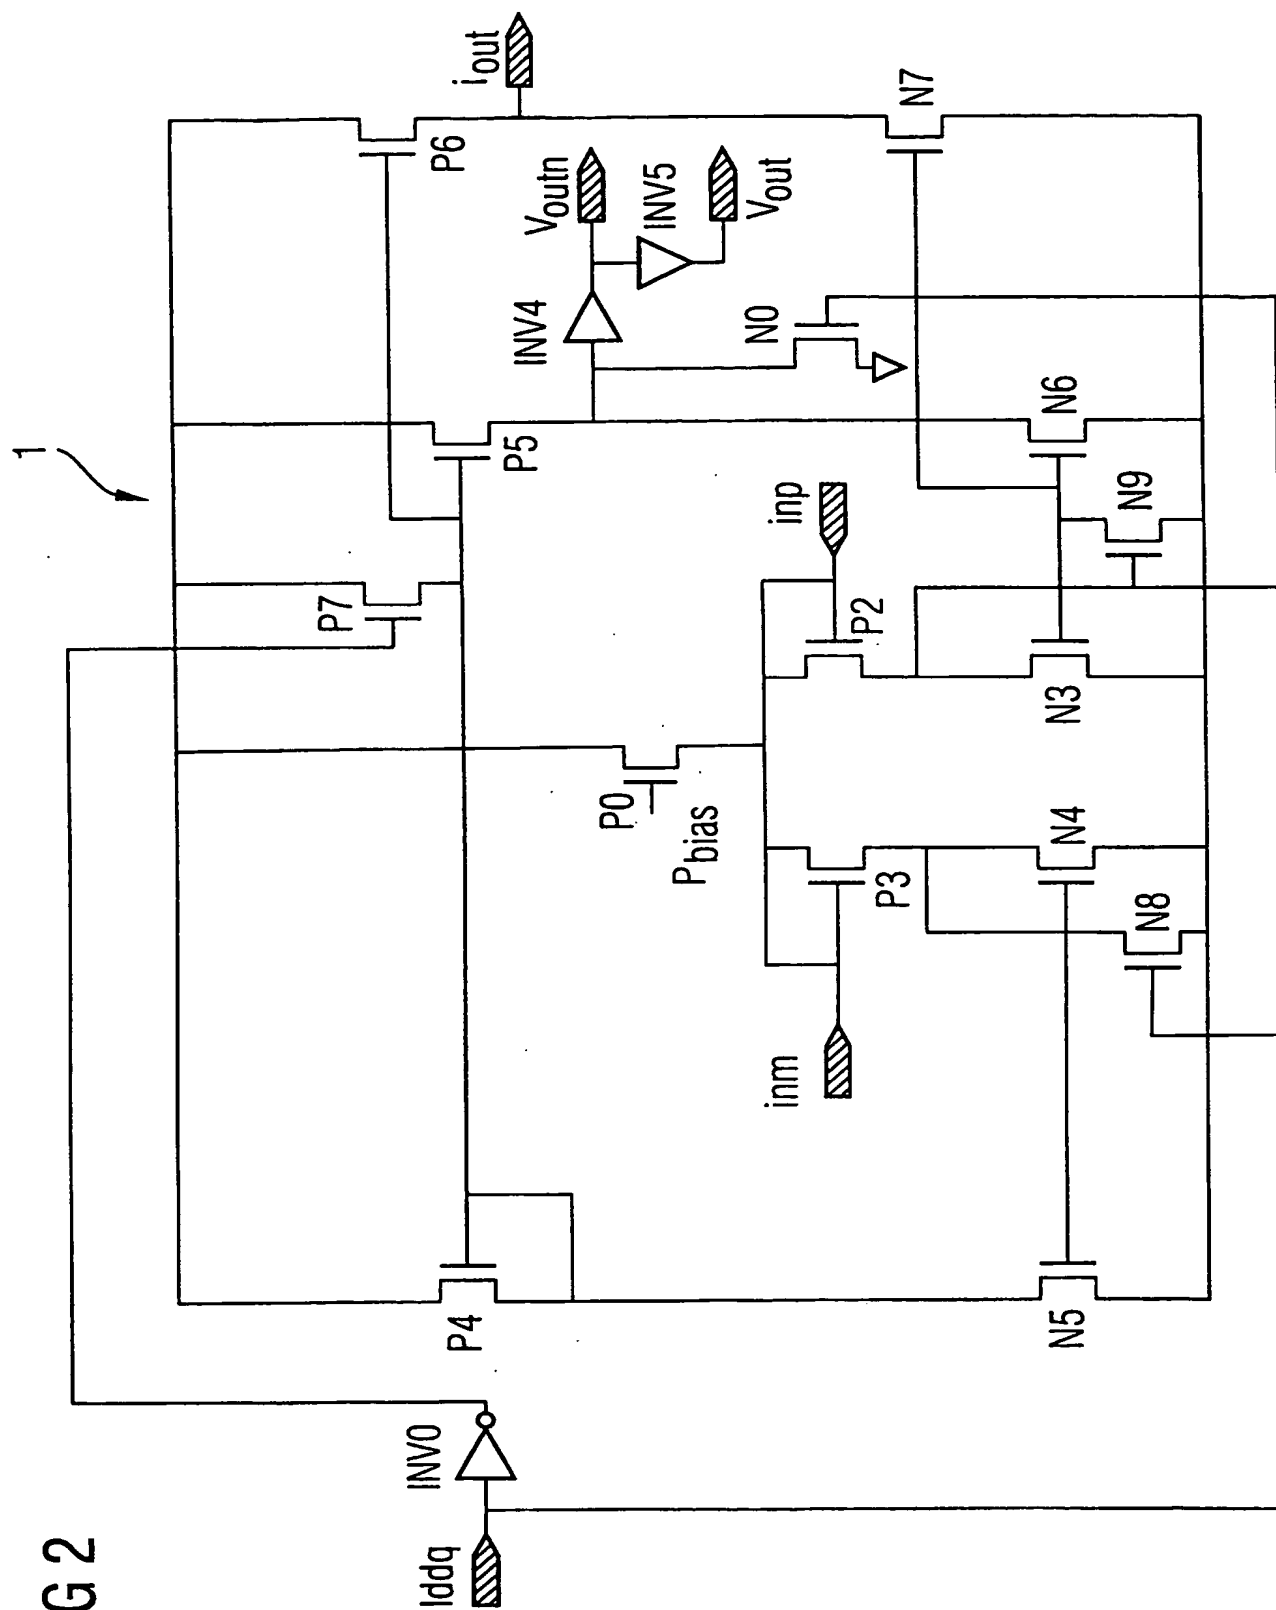 G 2
1
Iddq
INV0
P4
P7
P5
P6
iout
Voutn
INV4
INV5
Vout
N0
N7
P0
Pbias
inp
inm
P3
P2
N5
N4
N8
N3
N9
N6